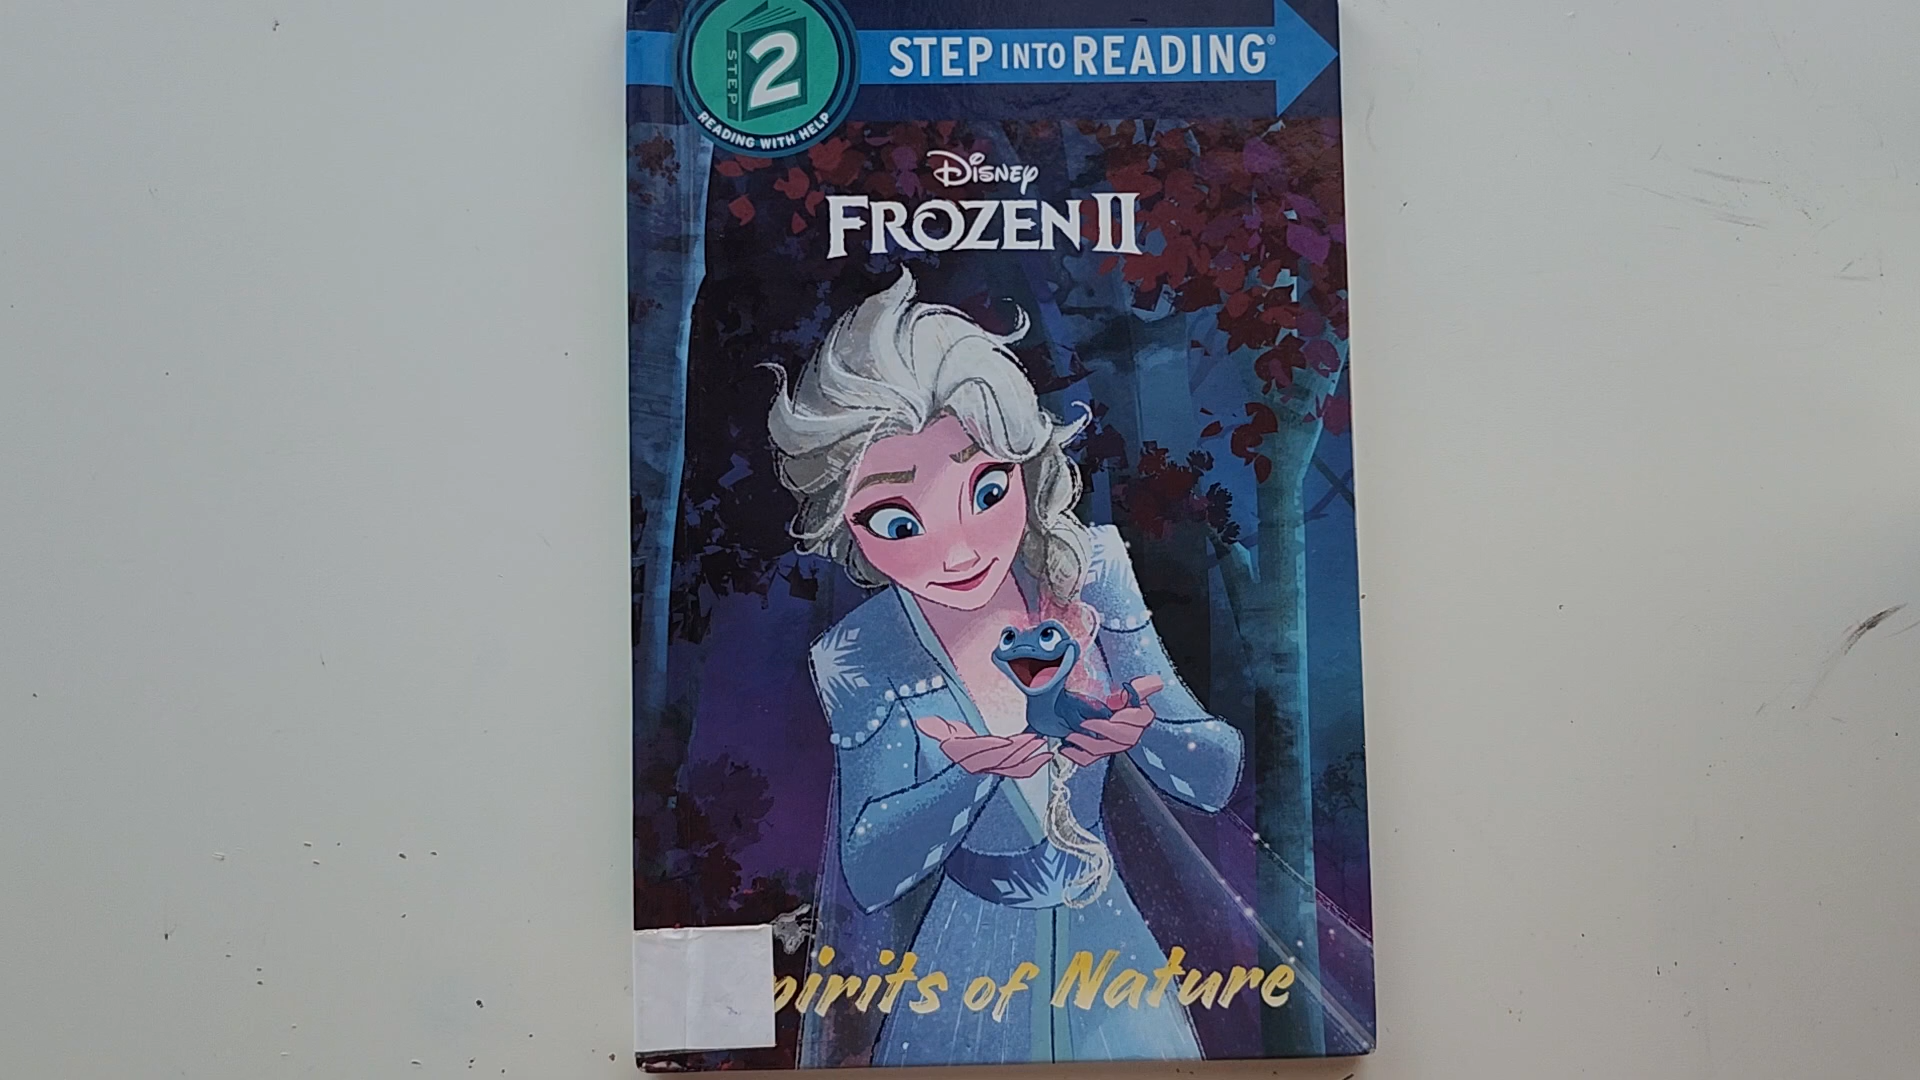 STEP 2
READING WITH HELP
STEP INTO READING®
Disney
FROZEN II
pirits of Nature